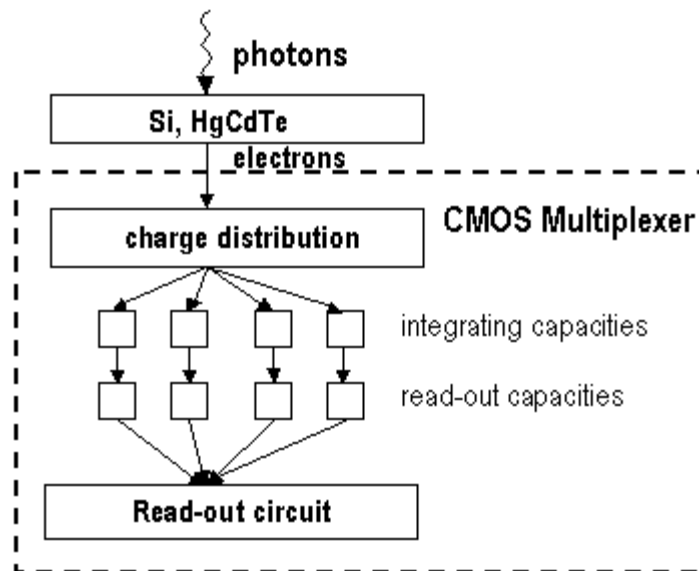 photons
Si, HgCdTe
electrons
CMOS Multiplexer
charge distribution
integrating capacities
read-out capacities
Read-out circuit